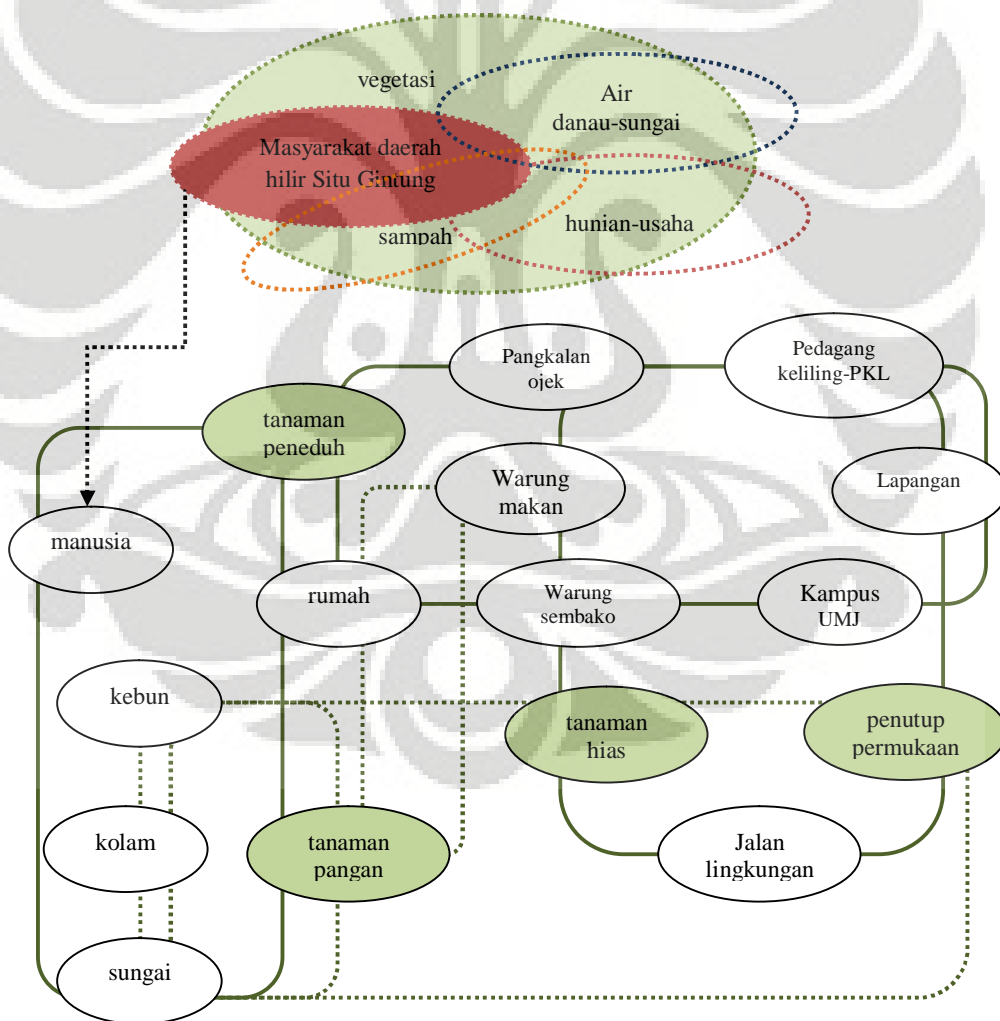 vegetasi
Air
danau-sungai
Masyarakat daerah
hilir Situ Gintung
sampah
hunian-usaha
Pangkalan
ojek
Pedagang
keliling-PKL
tanaman
peneduh
Warung
makan
Lapangan
manusia
rumah
Warung
sembako
Kampus
UMJ
kebun
tanaman
hias
penutup
permukaan
kolam
tanaman
pangan
Jalan
lingkungan
sungai